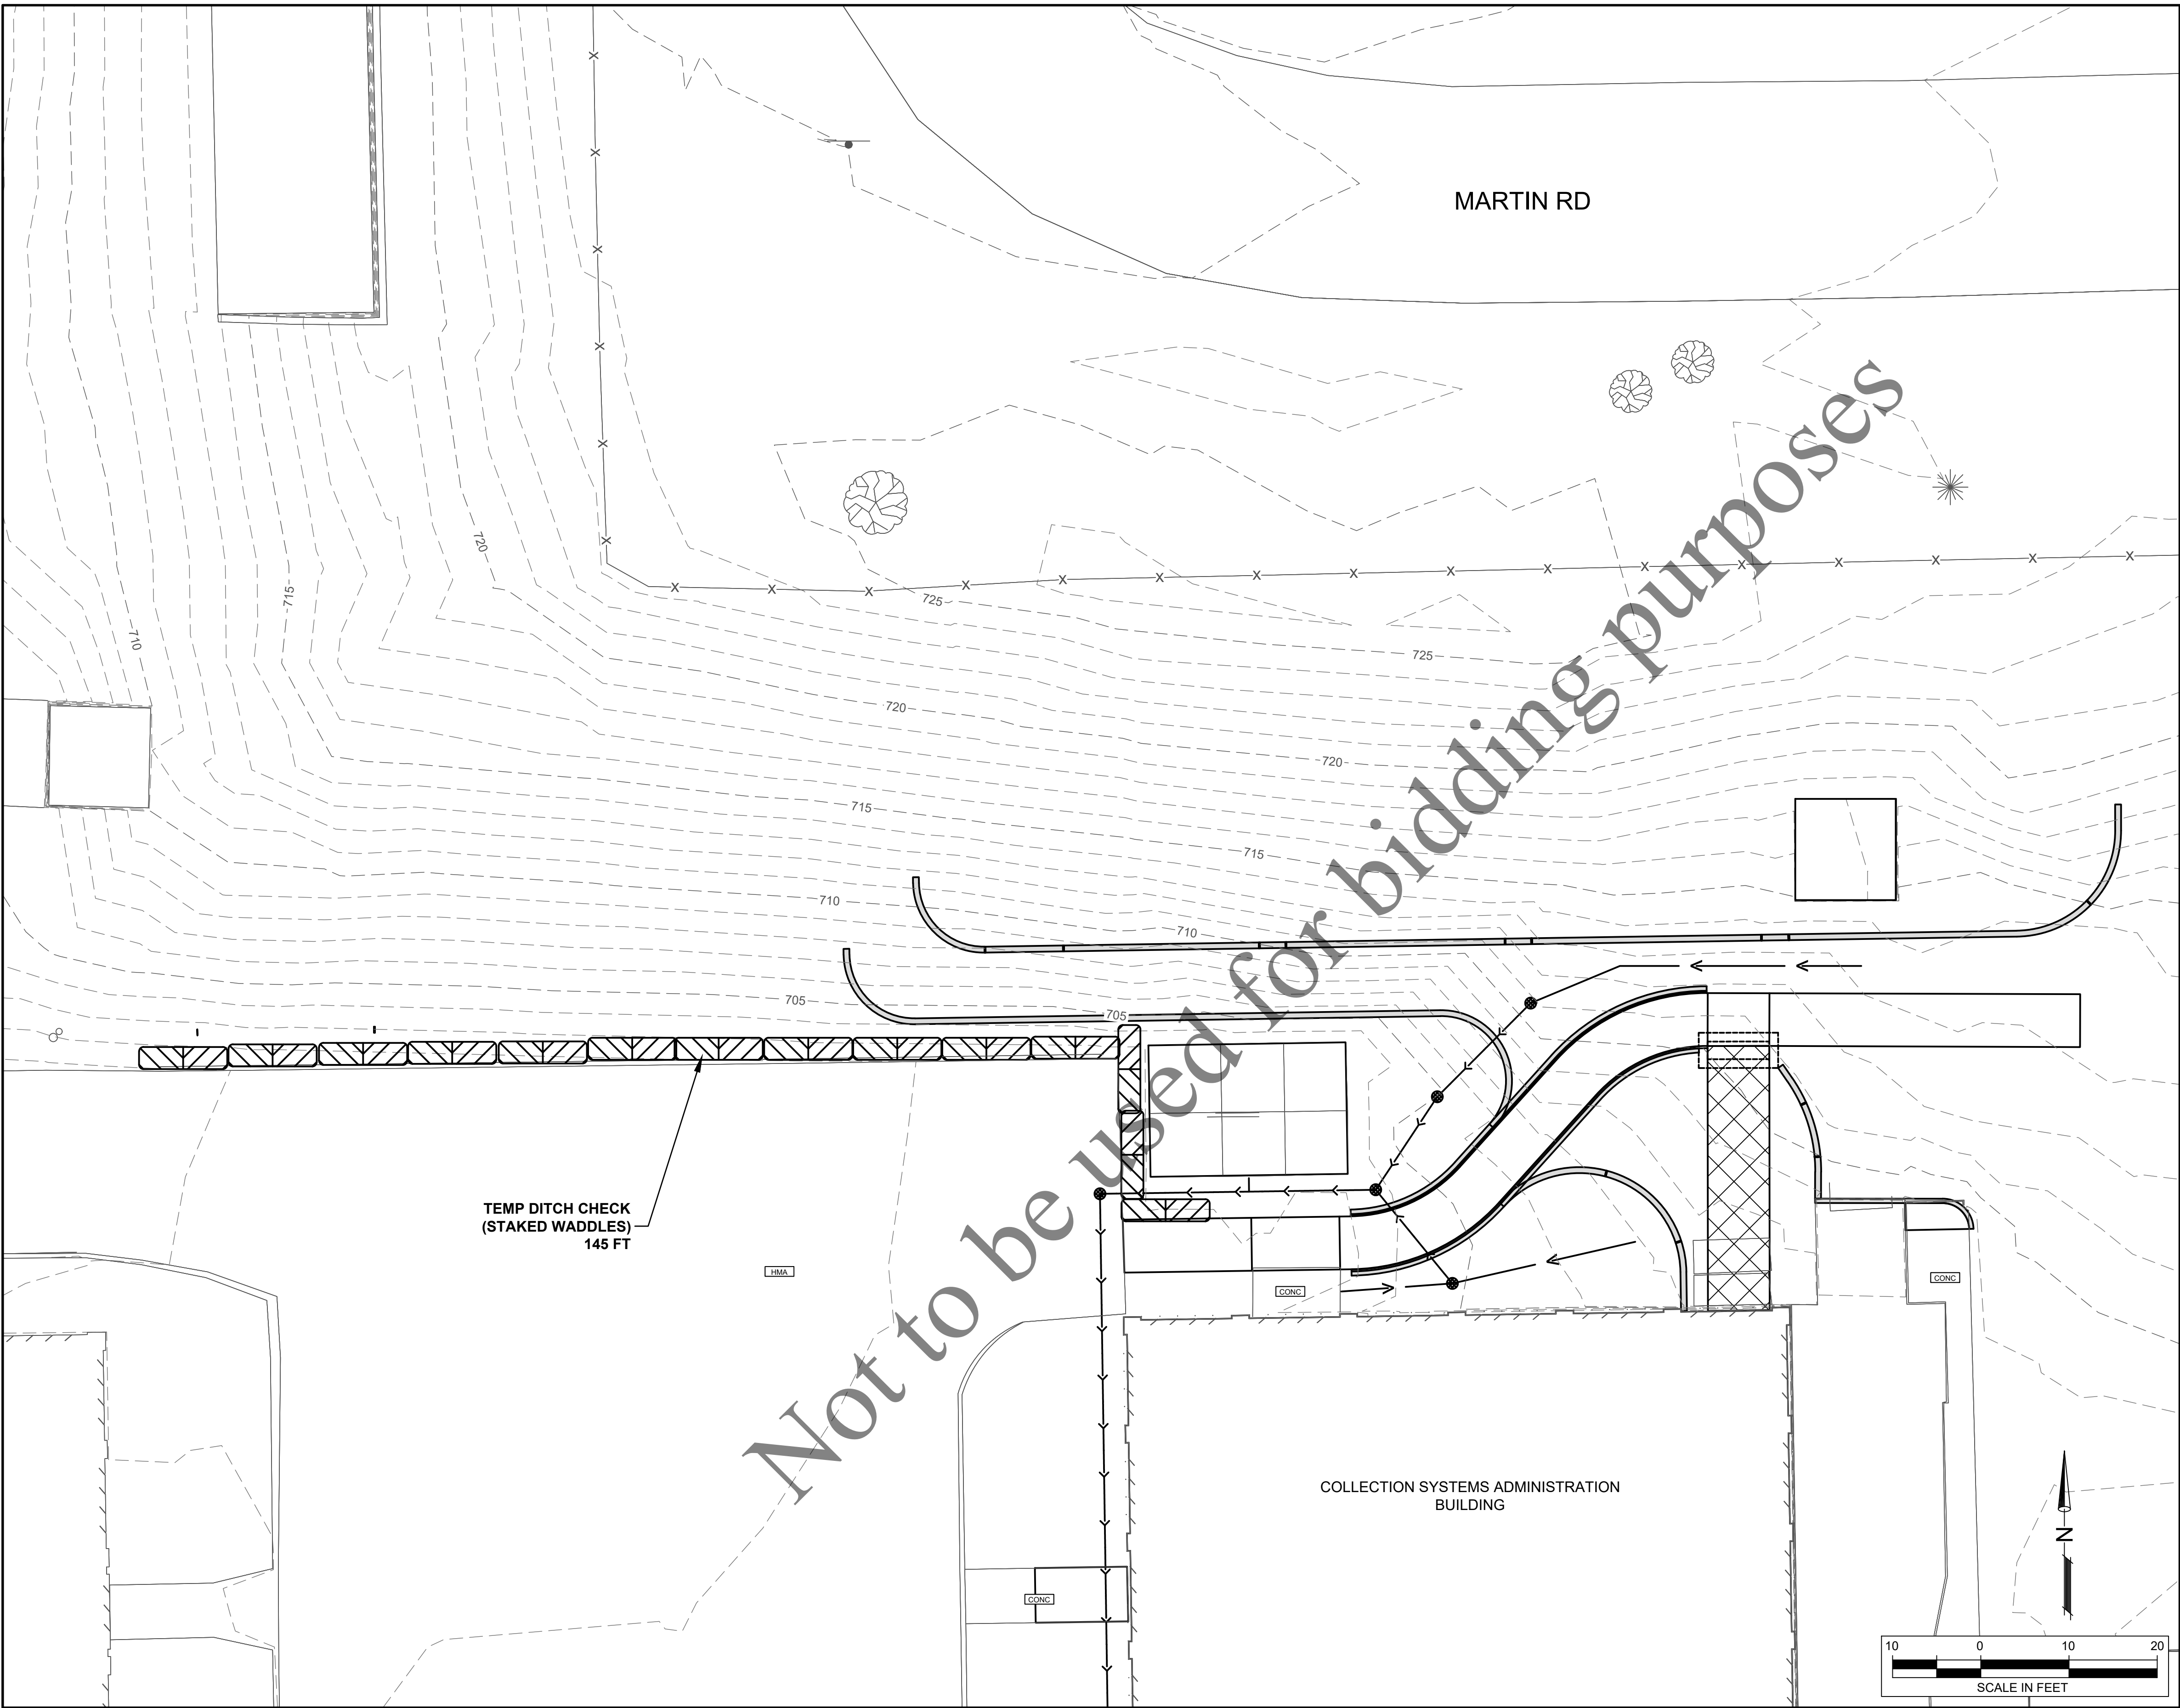 MARTIN RD
720
715
710
725
725
720
720
715
715
710
710
705
705
TEMP DITCH CHECK
(STAKED WADDLES)
145 FT
HMA
CONC
CONC
CONC
COLLECTION SYSTEMS ADMINISTRATION
BUILDING
Not to be used for bidding purposes
N
10 0 10 20
SCALE IN FEET